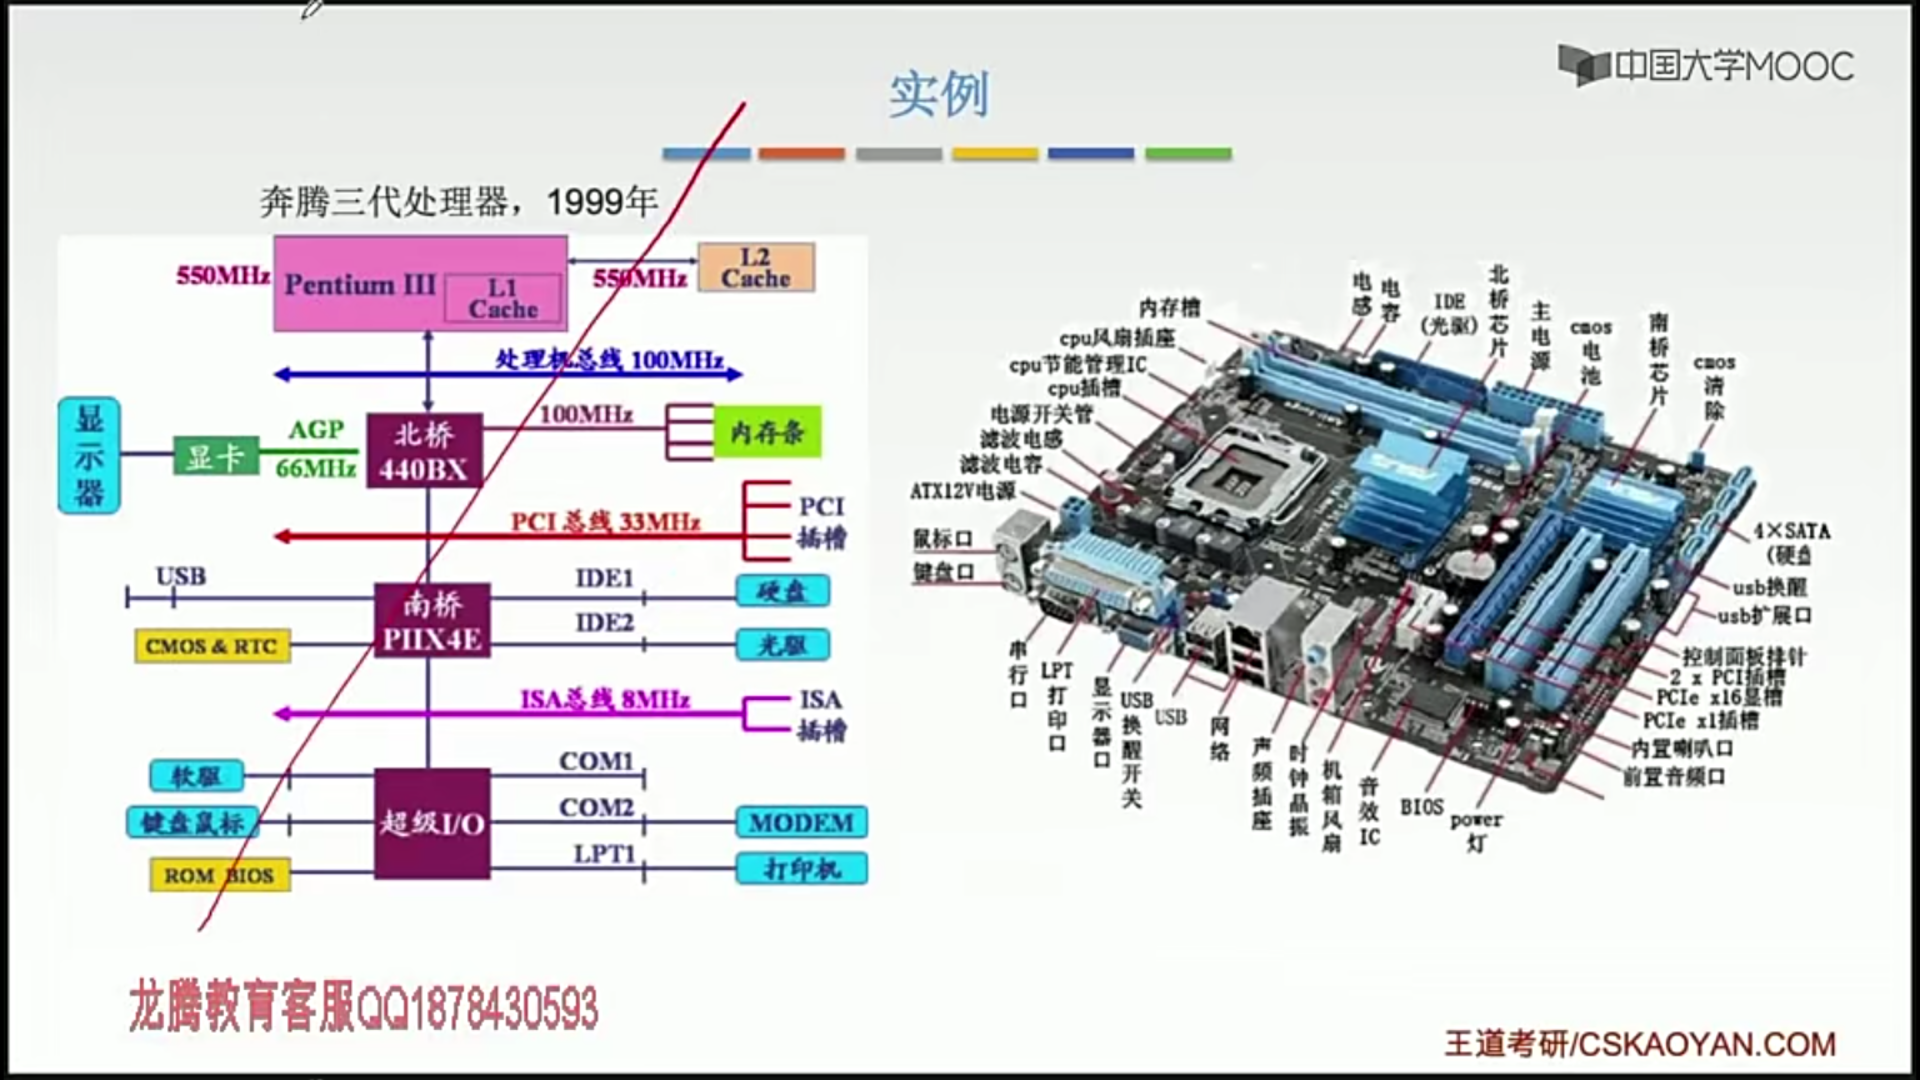 中国大学MOOC
实例
奔腾三代处理器，1999年
550MHz
Pentium III
L1
Cache
550MHz
L2
Cache
处理机总线 100MHz
显示器
显卡
AGP
66MHz
北桥
440BX
100MHz
内存条
PCI 总线 33MHz
PCI
插槽
USB
南桥
PIIX4E
IDE1
硬盘
CMOS & RTC
IDE2
光驱
ISA总线 8MHz
ISA
插槽
软驱
COM1
键盘鼠标
超级I/O
COM2
MODEM
ROM BIOS
LPT1
打印机
内存槽
cpu风扇插座
cpu节能管理IC
cpu插槽
电源开关管
滤波电感
滤波电容
ATX12V电源
鼠标口
键盘口
电感
电容
IDE
(光驱)
北桥芯片
主电源
cmos
电池
南桥芯片
cmos
清除
4×SATA
(硬盘
usb换醒
usb扩展口
控制面板排针
2 x PCI插槽
PCIe x16显槽
PCIe x1插槽
内置喇叭口
前置音频口
串行口
LPT
打印口
显示器口
USB
换醒开关
USB
网络
声频插座
时钟晶振
机箱风扇
音效
IC
BIOS
power
灯
龙腾教育客服QQ1878430593
王道考研/CSKAOYAN.COM